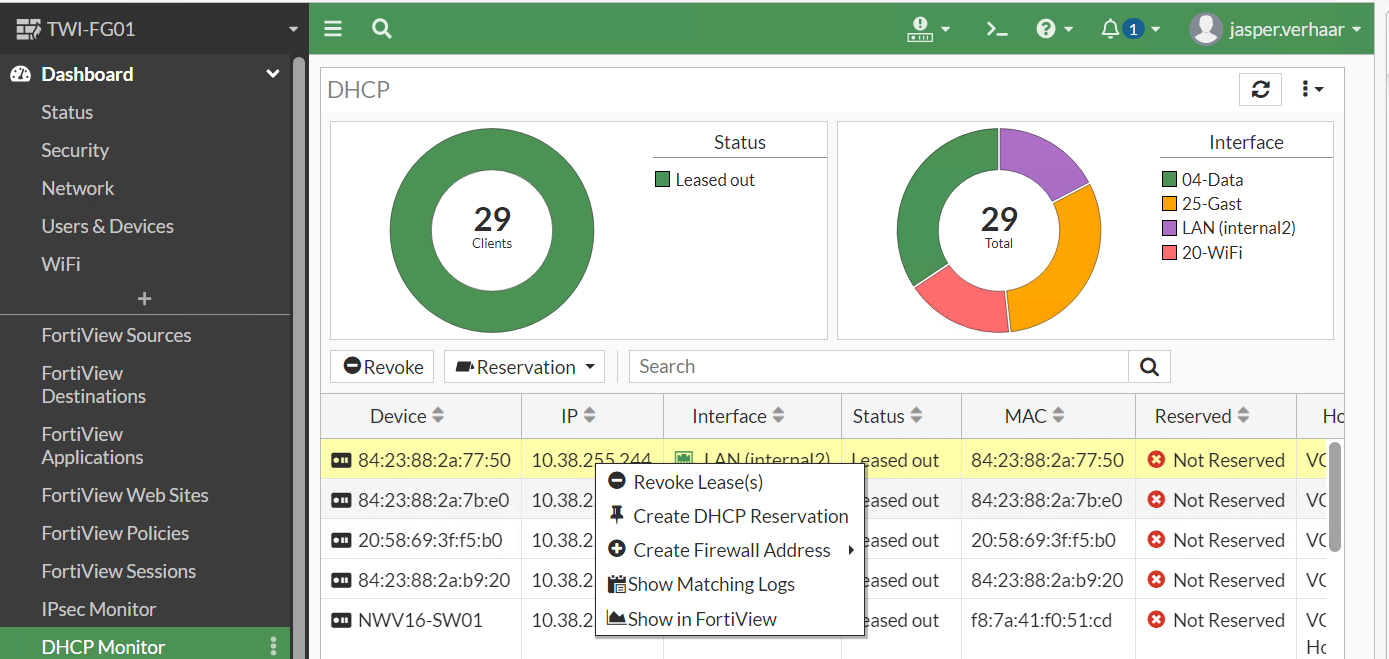 TWI-FG01
jasper.verhaar
1
Dashboard
Status
Security
Network
Users & Devices
WiFi
+
FortiView Sources
FortiView
Destinations
FortiView
Applications
FortiView Web Sites
FortiView Policies
FortiView Sessions
IPsec Monitor
DHCP Monitor
DHCP
29
Clients
Status
Leased out
29
Total
Interface
04-Data
25-Gast
LAN (internal2)
20-WiFi
Revoke
Reservation
Search
Device IP Interface Status MAC Reserved Ho
84:23:88:2a:77:50 10.38.255.244 LAN (internal2) Leased out 84:23:88:2a:77:50 Not Reserved VC
84:23:88:2a:7b:e0 10.38.2 eased out 84:23:88:2a:7b:e0 Not Reserved VC
20:58:69:3f:f5:b0 10.38.2 eased out 20:58:69:3f:f5:b0 Not Reserved VC
84:23:88:2a:b9:20 10.38.2 eased out 84:23:88:2a:b9:20 Not Reserved VC
NWV16-SW01 10.38.2 eased out f8:7a:41:f0:51:cd Not Reserved VC
Ho
Revoke Lease(s)
Create DHCP Reservation
Create Firewall Address
Show Matching Logs
Show in FortiView